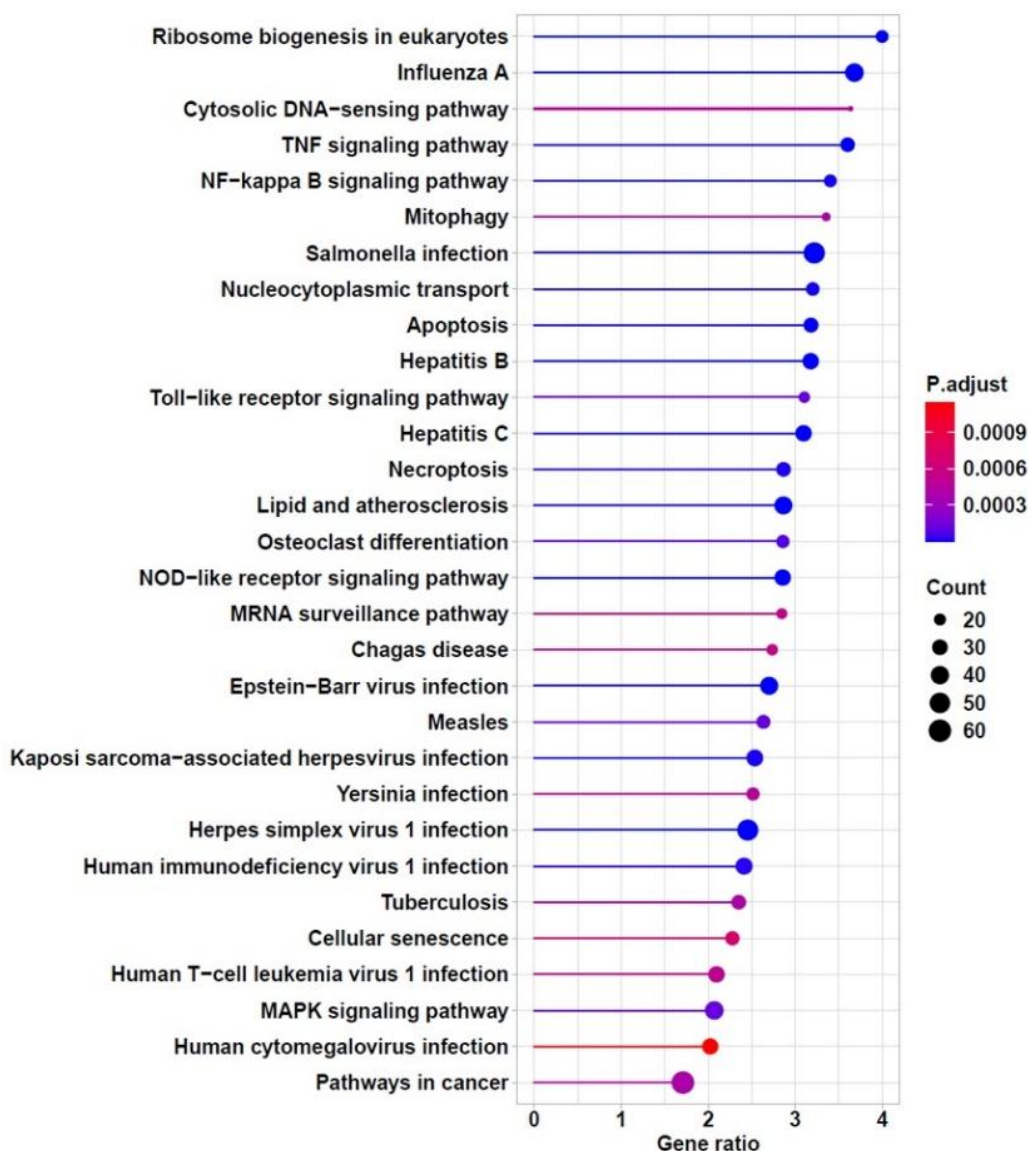 Ribosome biogenesis in eukaryotes
Influenza A
Cytosolic DNA−sensing pathway
TNF signaling pathway
NF−kappa B signaling pathway
Mitophagy
Salmonella infection
Nucleocytoplasmic transport
Apoptosis
Hepatitis B
Toll−like receptor signaling pathway
Hepatitis C
Necroptosis
Lipid and atherosclerosis
Osteoclast differentiation
NOD−like receptor signaling pathway
MRNA surveillance pathway
Chagas disease
Epstein−Barr virus infection
Measles
Kaposi sarcoma−associated herpesvirus infection
Yersinia infection
Herpes simplex virus 1 infection
Human immunodeficiency virus 1 infection
Tuberculosis
Cellular senescence
Human T−cell leukemia virus 1 infection
MAPK signaling pathway
Human cytomegalovirus infection
Pathways in cancer
0 1 2 3 4
Gene ratio
P.adjust
0.0009
0.0006
0.0003
Count
20
30
40
50
60